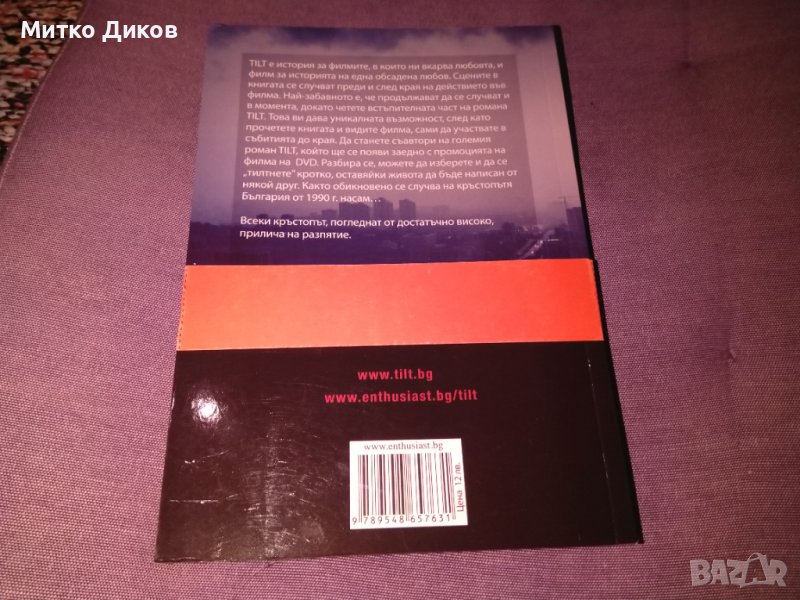 Митко Диков
TILT е история за филмите, в които ни вкарва любовта, и
филм за историята на една обсадена любов. Сцените в
книгата се случват преди и след края на действието във
филма. Най-забавното е, че продължават да се случват и
в момента, докато четете встъпителната част на романа
TILT. Това ви дава уникалната възможност, след като
прочетете книгата и видите филма, сами да участвате в
събитията до края. Да станете съавтори на големия
роман TILT, който ще се появи заедно с промоцията на
филма на DVD. Разбира се, можете да изберете и да се
„тилтнете” кротко, оставяйки живота да бъде написан от
някой друг. Както обикновено се случва на кръстопътя
България от 1990 г. насам...
Всеки кръстопът, погледнат от достатъчно високо,
прилича на разпятие.
www.tilt.bg
www.enthusiast.bg/tilt
www.enthusiast.bg
9 789548 657631
Цена 12 лв.
BAZAR